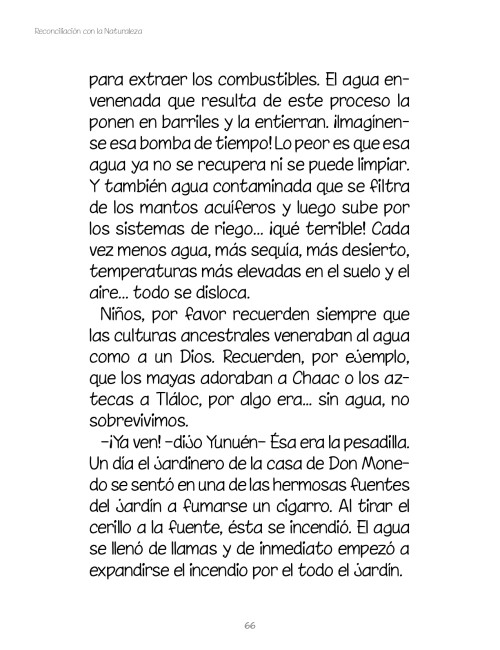 Reconciliación con la Naturaleza
para extraer los combustibles. El agua en-
venenada que resulta de este proceso la
ponen en barriles y la entierran. ¡Imagínen-
se esa bomba de tiempo! Lo peor es que esa
agua ya no se recupera ni se puede limpiar.
Y también agua contaminada que se filtra
de los mantos acuíferos y luego sube por
los sistemas de riego... ¡qué terrible! Cada
vez menos agua, más sequía, más desierto,
temperaturas más elevadas en el suelo y el
aire... todo se disloca.
Niños, por favor recuerden siempre que
las culturas ancestrales veneraban al agua
como a un Dios. Recuerden, por ejemplo,
que los mayas adoraban a Chaac o los az-
tecas a Tláloc, por algo era... sin agua, no
sobrevivimos.
–¡Ya ven! –dijo Yunuén– Ésa era la pesadilla.
Un día el jardinero de la casa de Don Mone-
do se sentó en una de las hermosas fuentes
del jardín a fumarse un cigarro. Al tirar el
cerillo a la fuente, ésta se incendió. El agua
se llenó de llamas y de inmediato empezó a
expandirse el incendio por el todo el jardín.
66